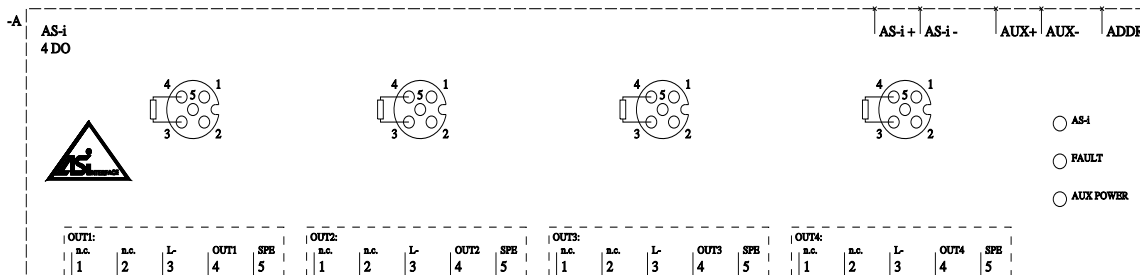 -A
AS-i
4 DO
AS-i + AS-i - AUX+ AUX- ADDR
4 5 1
3 2
4 5 1
3 2
4 5 1
3 2
4 5 1
3 2
AS-i
FAULT
AUX POWER
ASi
INTERFACE
OUT1:
n.c. n.c. L- OUT1 SPE
1 2 3 4 5
OUT2:
n.c. n.c. L- OUT2 SPE
1 2 3 4 5
OUT3:
n.c. n.c. L- OUT3 SPE
1 2 3 4 5
OUT4:
n.c. n.c. L- OUT4 SPE
1 2 3 4 5